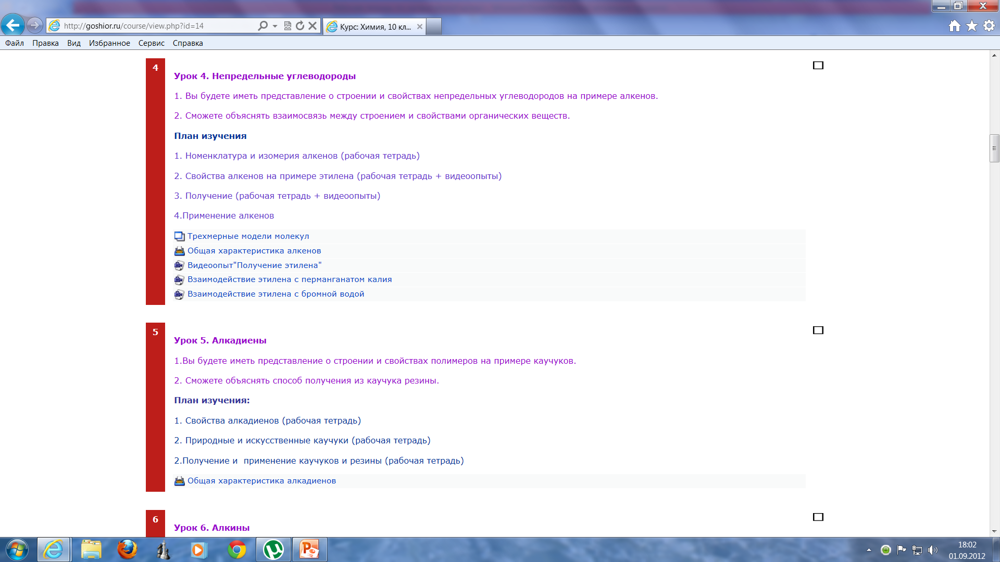 http://goshior.ru/course/view.php?id=14
Курс: Химия, 10 кл...
Файл Правка Вид Избранное Сервис Справка
4
Урок 4. Непредельные углеводороды
1. Вы будете иметь представление о строении и свойствах непредельных углеводородов на примере алкенов.
2. Сможете объяснять взаимосвязь между строением и свойствами органических веществ.
План изучения
1. Номенклатура и изомерия алкенов (рабочая тетрадь)
2. Свойства алкенов на примере этилена (рабочая тетрадь + видеоопыты)
3. Получение (рабочая тетрадь + видеоопыты)
4.Применение алкенов
Трехмерные модели молекул
Общая характеристика алкенов
Видеоопыт"Получение этилена"
Взаимодействие этилена с перманганатом калия
Взаимодействие этилена с бромной водой
5
Урок 5. Алкадиены
1.Вы будете иметь представление о строении и свойствах полимеров на примере каучуков.
2. Сможете объяснять способ получения из каучука резины.
План изучения:
1. Свойства алкадиенов (рабочая тетрадь)
2. Природные и искусственные каучуки (рабочая тетрадь)
2.Получение и  применение каучуков и резины (рабочая тетрадь)
Общая характеристика алкадиенов
6
Урок 6. Алкины
18:02
01.09.2012